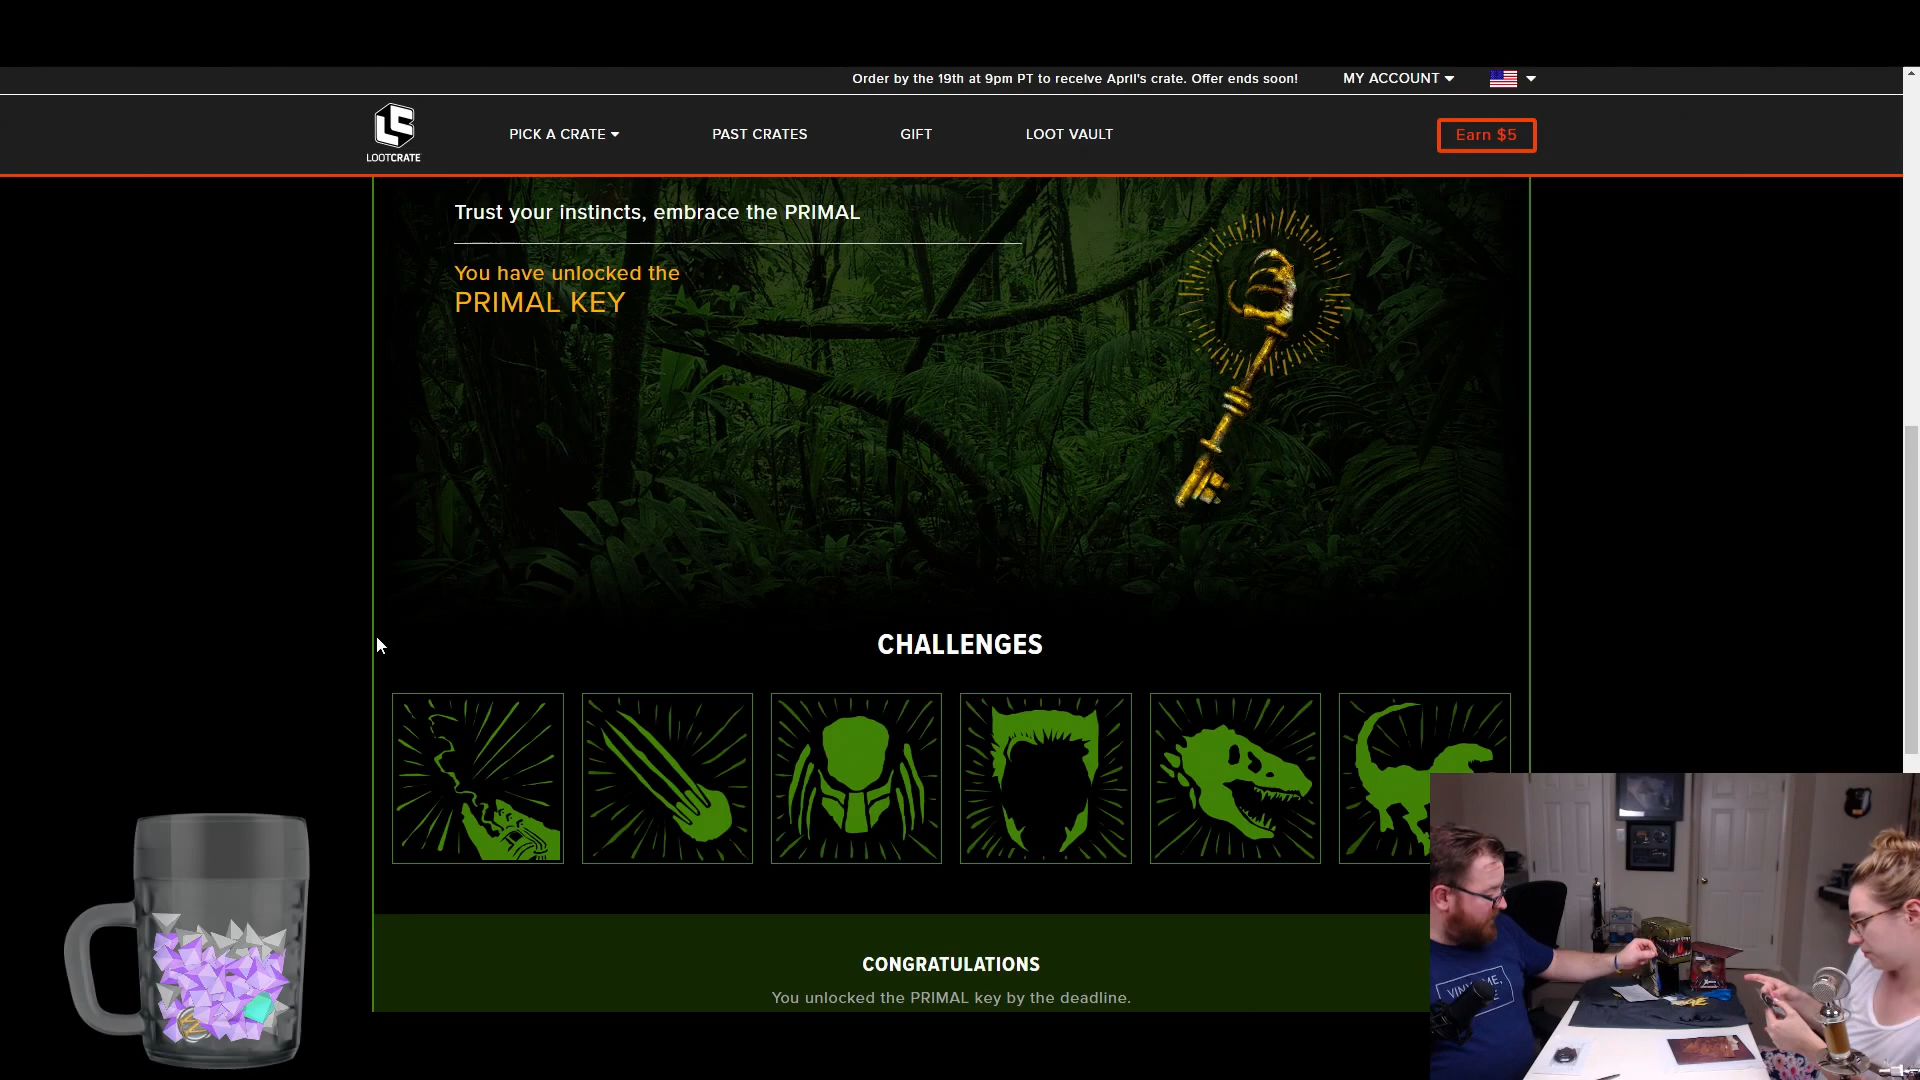 Order by the 19th at 9pm PT to receive April's crate. Offer ends soon!
MY ACCOUNT
LOOTCRATE
PICK A CRATE
PAST CRATES
GIFT
LOOT VAULT
Earn $5
Trust your instincts, embrace the PRIMAL
You have unlocked the
PRIMAL KEY
CHALLENGES
CONGRATULATIONS
You unlocked the PRIMAL key by the deadline.